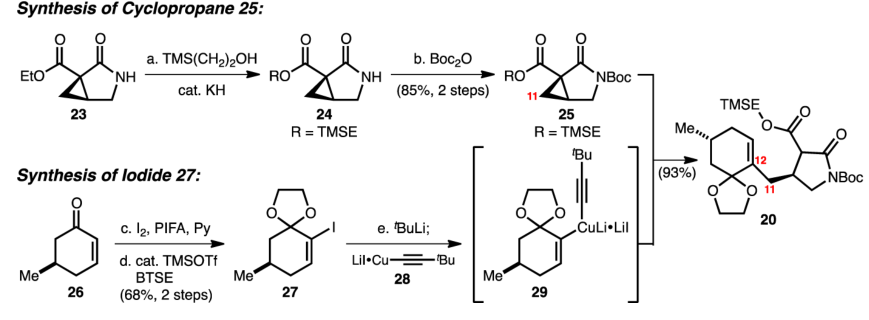 Synthesis of Cyclopropane 25:
EtO
O
O
NH
23
a. TMS(CH2)2OH
cat. KH
RO
O
O
NH
24
R = TMSE
b. Boc2O
(85%, 2 steps)
RO
O
O
NBoc
11
25
R = TMSE
Synthesis of Iodide 27:
O
Me
26
c. I2, PIFA, Py
d. cat. TMSOTf
BTSE
(68%, 2 steps)
O
O
I
Me
27
e. tBuLi;
LiI•Cu
tBu
28
tBu
O
O
CuLi•LiI
Me
29
(93%)
TMSE
O
O
O
Me
12
NBoc
11
O
O
20